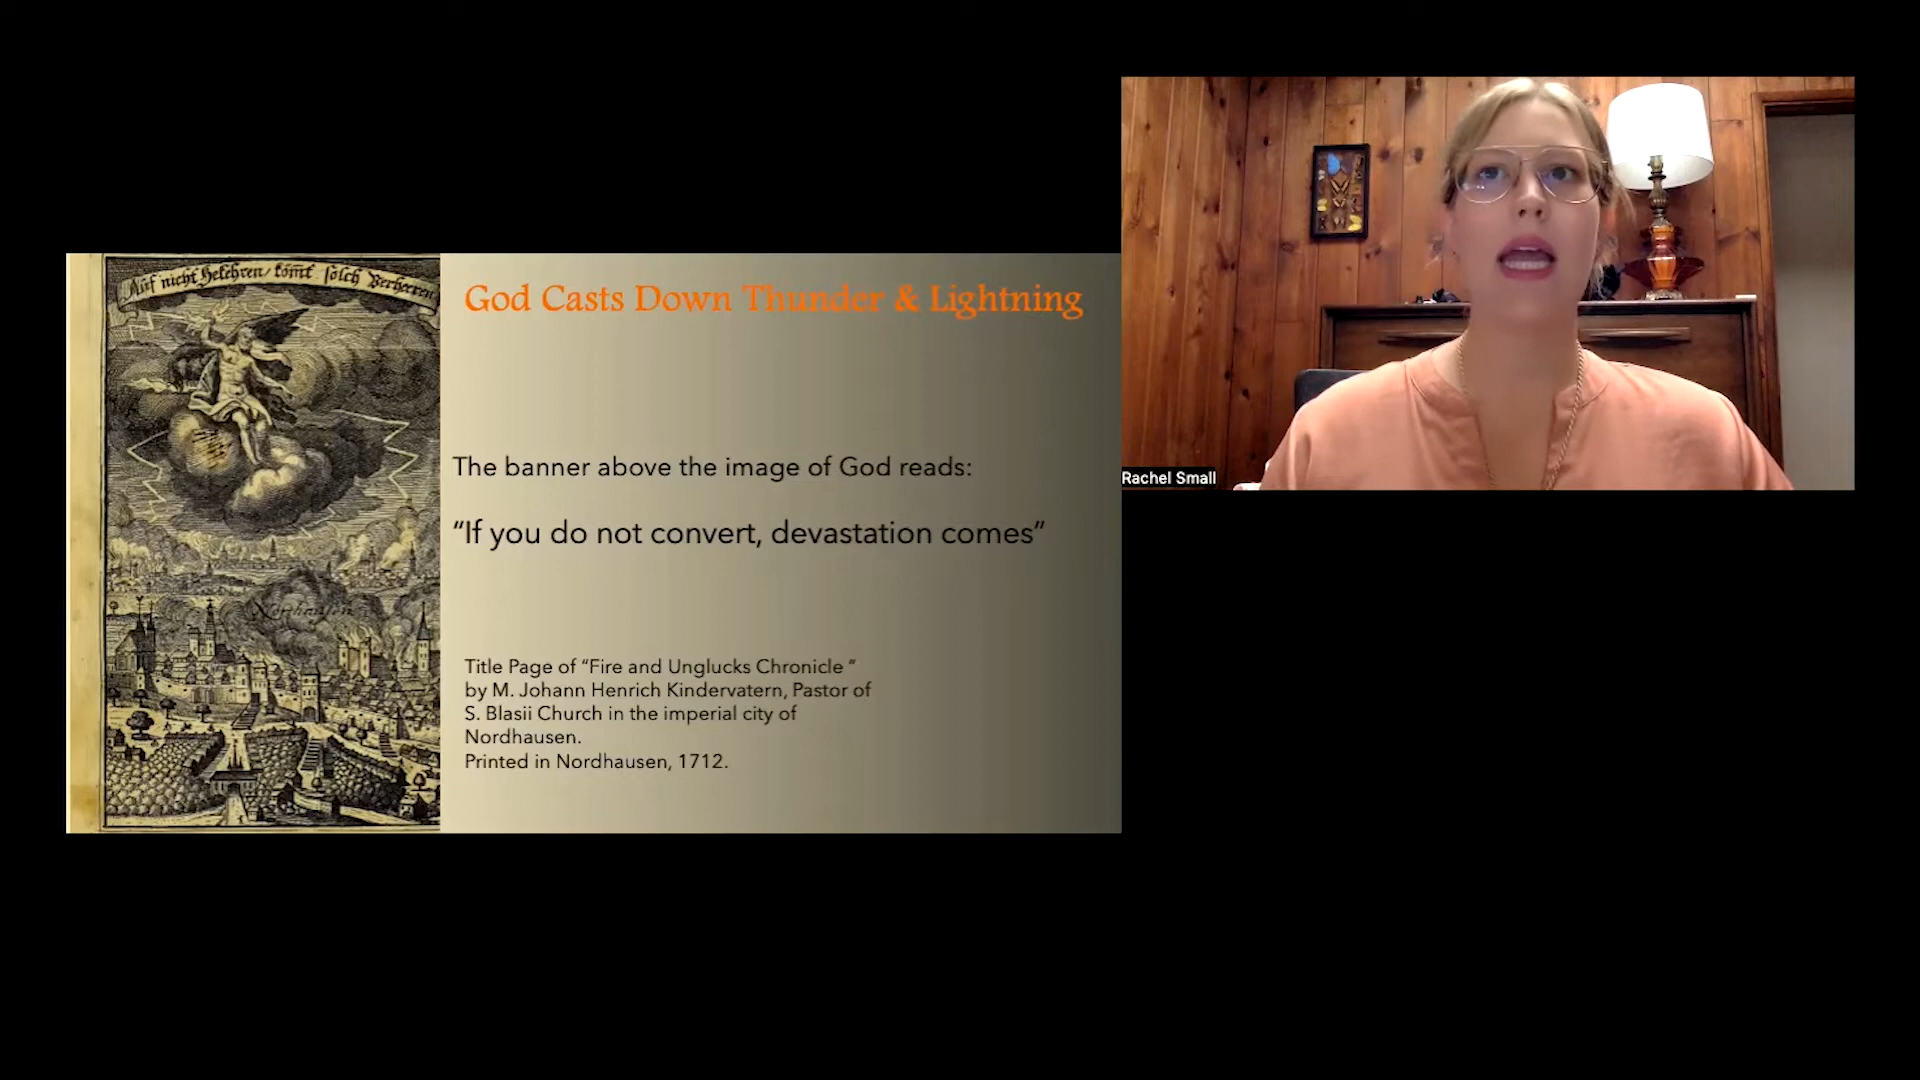 Auf nicht Bekehren, kom̄t solch Verheeren
God Casts Down Thunder & Lightning
The banner above the image of God reads:
“If you do not convert, devastation comes”
Northausen
Title Page of “Fire and Unglucks Chronicle ”
by M. Johann Henrich Kindervatern, Pastor of
S. Blasii Church in the imperial city of
Nordhausen.
Printed in Nordhausen, 1712.
Rachel Small